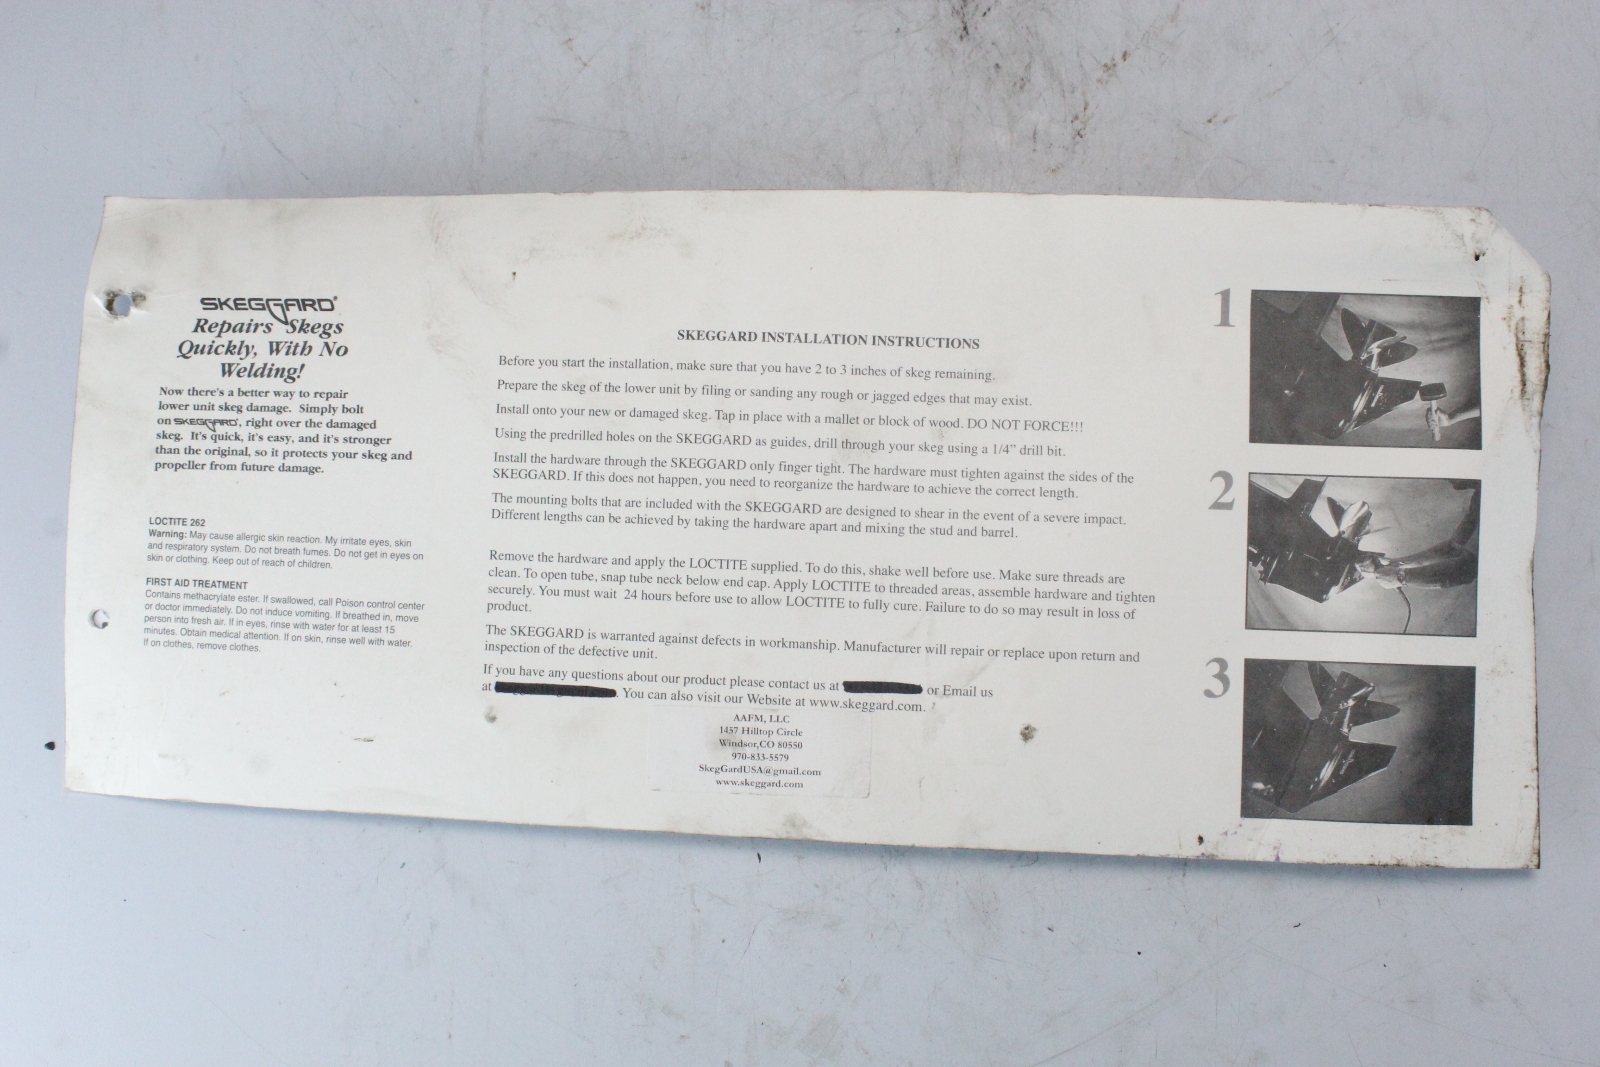 SKEGGARD®
Repairs Skegs
Quickly, With No
Welding!
Now there's a better way to repair
lower unit skeg damage. Simply bolt
on SKEGGARD®, right over the damaged
skeg. It's quick, it's easy, and it's stronger
than the original, so it protects your skeg and
propeller from future damage.
LOCTITE 262
Warning: May cause allergic skin reaction. My irritate eyes, skin
and respiratory system. Do not breath fumes. Do not get in eyes on
skin or clothing. Keep out of reach of children.
FIRST AID TREATMENT
Contains methacrylate ester. If swallowed, call Poison control center
or doctor immediately. Do not induce vomiting. If breathed in, move
person into fresh air. If in eyes, rinse with water for at least 15
minutes. Obtain medical attention. If on skin, rinse well with water.
If on clothes, remove clothes.
SKEGGARD INSTALLATION INSTRUCTIONS
Before you start the installation, make sure that you have 2 to 3 inches of skeg remaining.
Prepare the skeg of the lower unit by filing or sanding any rough or jagged edges that may exist.
Install onto your new or damaged skeg. Tap in place with a mallet or block of wood. DO NOT FORCE!!!
Using the predrilled holes on the SKEGGARD as guides, drill through your skeg using a 1/4" drill bit.
Install the hardware through the SKEGGARD only finger tight. The hardware must tighten against the sides of the
SKEGGARD. If this does not happen, you need to reorganize the hardware to achieve the correct length.
The mounting bolts that are included with the SKEGGARD are designed to shear in the event of a severe impact.
Different lengths can be achieved by taking the hardware apart and mixing the stud and barrel.
Remove the hardware and apply the LOCTITE supplied. To do this, shake well before use. Make sure threads are
clean. To open tube, snap tube neck below end cap. Apply LOCTITE to threaded areas, assemble hardware and tighten
securely. You must wait 24 hours before use to allow LOCTITE to fully cure. Failure to do so may result in loss of
product.
The SKEGGARD is warranted against defects in workmanship. Manufacturer will repair or replace upon return and
inspection of the defective unit.
If you have any questions about our product please contact us at or Email us
at . You can also visit our Website at www.skeggard.com.
AAFM, LLC
1457 Hilltop Circle
Windsor,CO 80550
970-833-5579
SkegGardUSA@gmail.com
www.skeggard.com
1
2
3